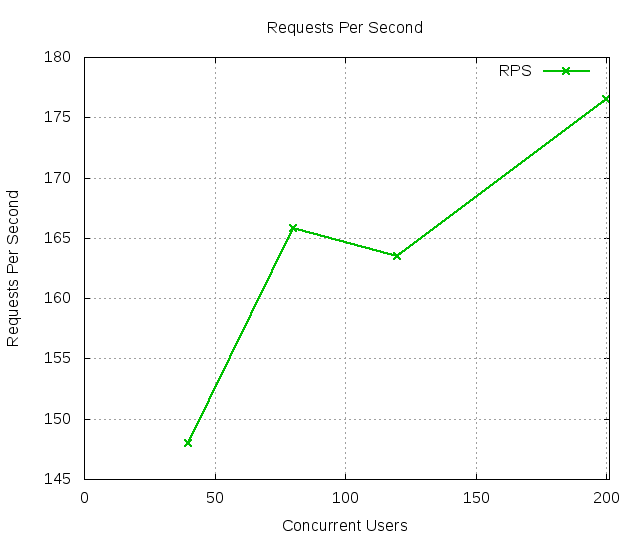 Requests Per Second
180
RPS
175
170
165
160
155
150
145
Requests Per Second
0 50 100 150 200
Concurrent Users